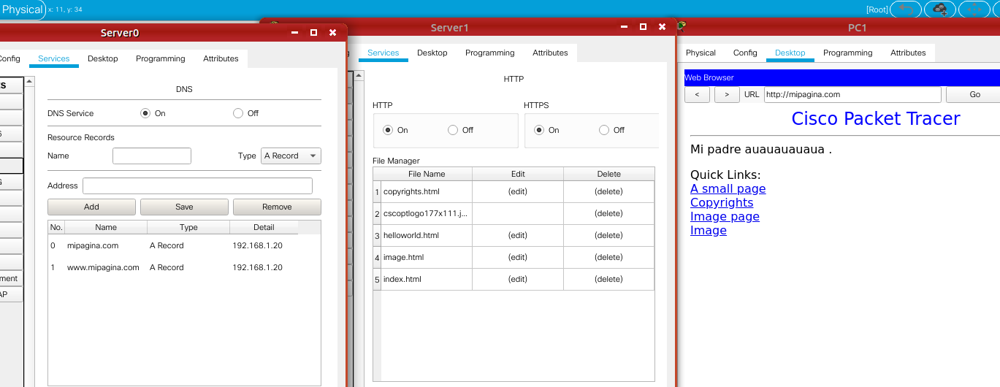 Physical x: 11, y: 34 [Root]
Server0
Config Services Desktop Programming Attributes
DNS
DNS Service On Off
Resource Records
Name Type A Record
Address
Add Save Remove
No. Name Type Detail
0 mipagina.com A Record 192.168.1.20
1 www.mipagina.com A Record 192.168.1.20
Server1
Services Desktop Programming Attributes
HTTP
HTTP HTTPS
On Off On Off
File Manager
File Name Edit Delete
1 copyrights.html (edit) (delete)
2 cscoptlogo177x111.j... (delete)
3 helloworld.html (edit) (delete)
4 image.html (edit) (delete)
5 index.html (edit) (delete)
PC1
Physical Config Desktop Programming Attributes
Web Browser
< > URL http://mipagina.com Go
Cisco Packet Tracer
Mi padre auauauauaua .
Quick Links:
A small page
Copyrights
Image page
Image